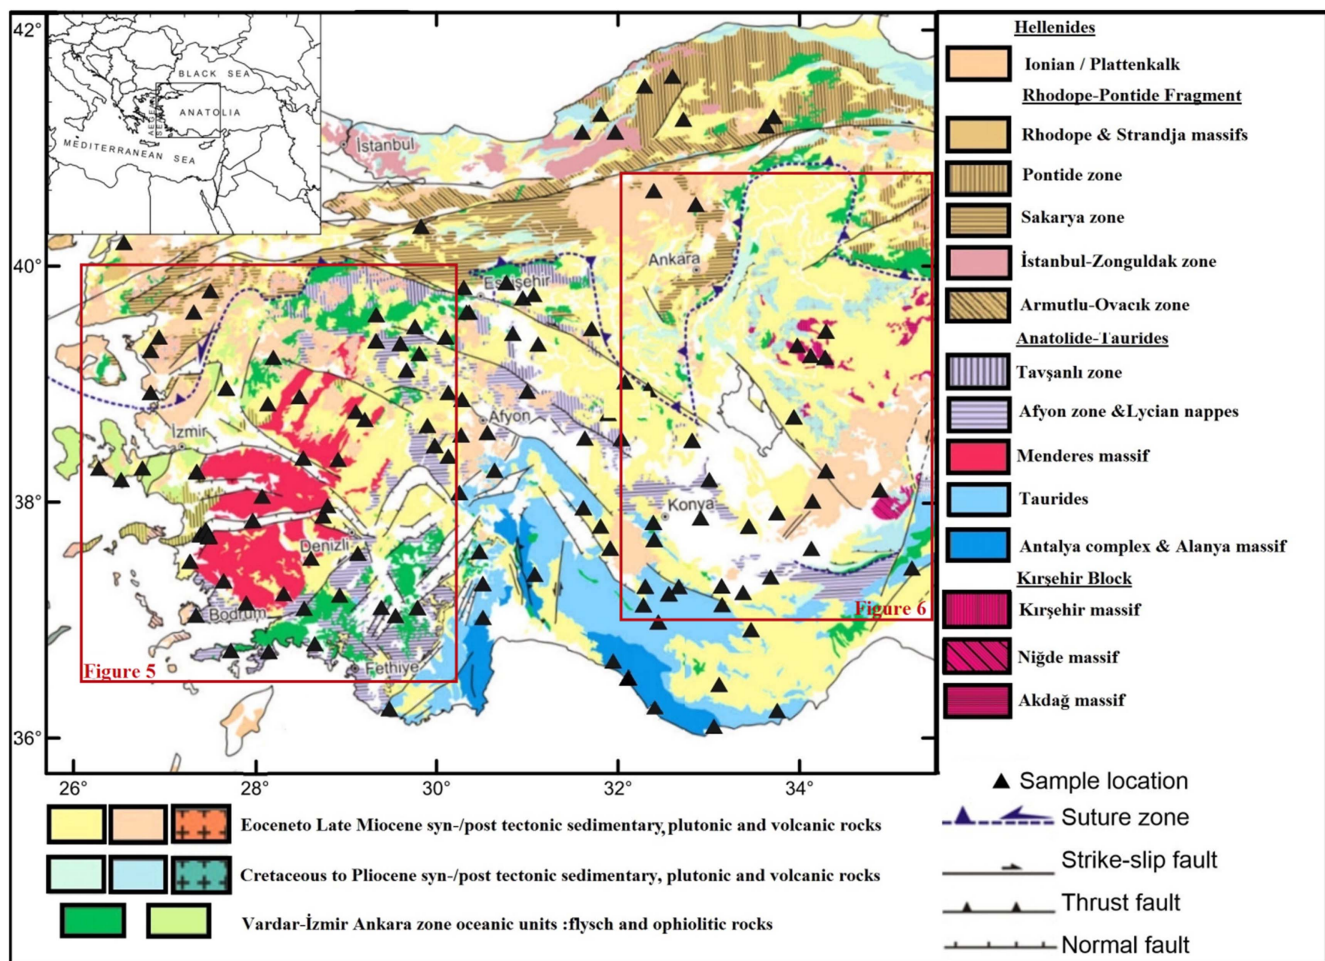 42°
40°
38°
36°
26°
28°
30°
32°
34°
BLACK SEA
ANATOLIA
AEGEAN
SEA
MEDITERRANEAN SEA
İstanbul
Ankara
Eskişehir
Afyon
İzmir
Konya
Denizli
Bodrum
Fethiye
Figure 5
Figure 6
Hellenides
Ionian / Plattenkalk
Rhodope-Pontide Fragment
Rhodope & Strandja massifs
Pontide zone
Sakarya zone
İstanbul-Zonguldak zone
Armutlu-Ovacık zone
Anatolide-Taurides
Tavşanlı zone
Afyon zone &Lycian nappes
Menderes massif
Taurides
Antalya complex & Alanya massif
Kırşehir Block
Kırşehir massif
Niğde massif
Akdağ massif
Sample location
Suture zone
Strike-slip fault
Thrust fault
Normal fault
Eoceneto Late Miocene syn-/post tectonic sedimentary, plutonic and volcanic rocks
Cretaceous to Pliocene syn-/post tectonic sedimentary, plutonic and volcanic rocks
Vardar-İzmir Ankara zone oceanic units :flysch and ophiolitic rocks